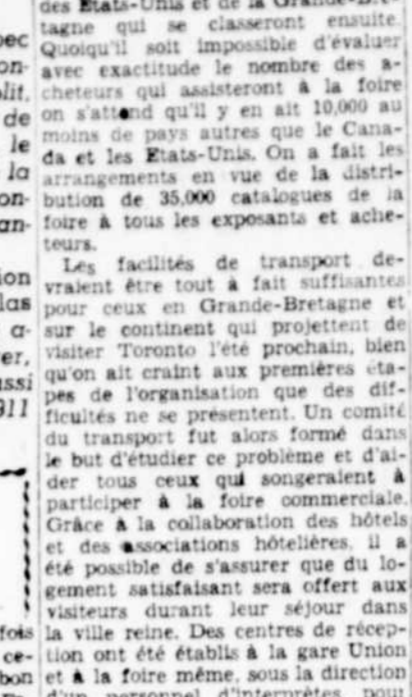 des Etats-Unis et de la Grande-Bre-
tagne qui se classeront ensuite.
Quoiqu'il soit impossible d'évaluer
avec exactitude le nombre des a-
cheteurs qui assisteront à la foire
on s'attend qu'il y en ait 10,000 au
moins de pays autres que le Cana-
da et les Etats-Unis. On a fait les
arrangements en vue de la distri-
bution de 35,000 catalogues de la
foire à tous les exposants et ache-
teurs.
Les facilités de transport de-
vraient être tout à fait suffisantes
pour ceux en Grande-Bretagne et
sur le continent qui projettent de
visiter Toronto l'été prochain, bien
qu'on ait craint aux premières éta-
pes de l'organisation que des dif-
ficultés ne se présentent. Un comité
du transport fut alors formé dans
le but d'étudier ce problème et d'ai-
der tous ceux qui songeraient à
participer à la foire commerciale.
Grâce à la collaboration des hôtels
et des associations hôtelières, il a
été possible de s'assurer que du lo-
gement satisfaisant sera offert aux
visiteurs durant leur séjour dans
la ville reine. Des centres de récep-
tion ont été établis à la gare Union
et à la foire même, sous la direction
d'un personnel d'interprètes pour